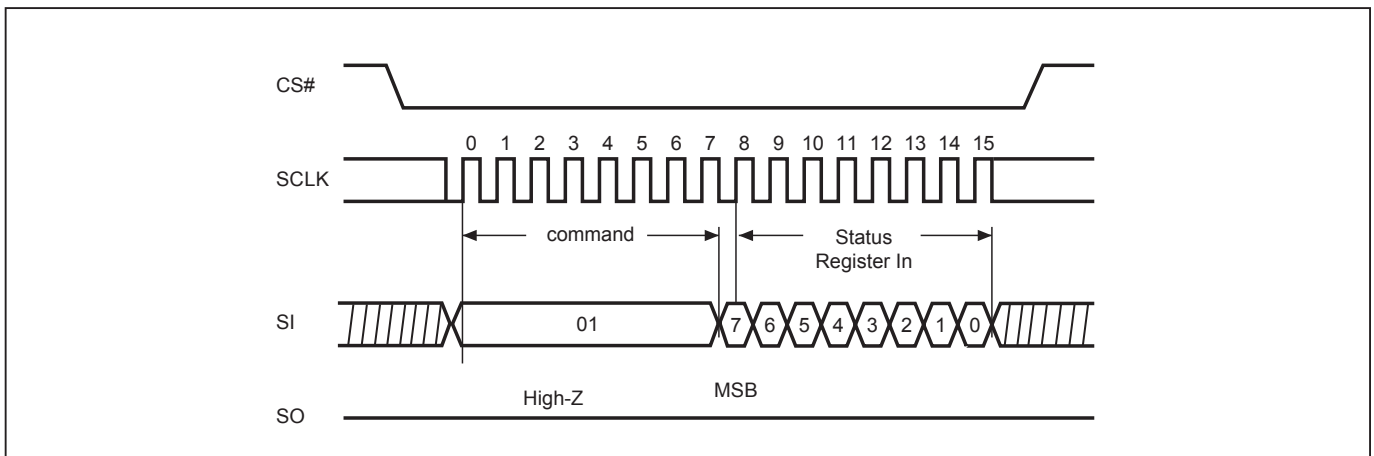 CS#
0 1 2 3 4 5 6 7 8 9 10 11 12 13 14 15
SCLK
command
Status
Register In
SI
01
7 6 5 4 3 2 1 0
High-Z
MSB
SO